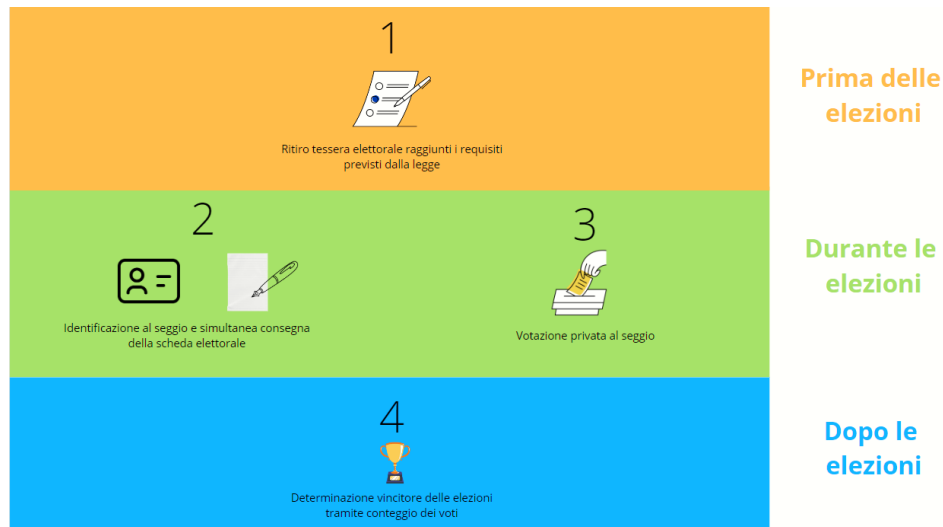 1
Ritiro tessera elettorale raggiunti i requisiti
previsti dalla legge
Prima delle
elezioni
2
Identificazione al seggio e simultanea consegna
della scheda elettorale
3
Votazione privata al seggio
Durante le
elezioni
4
Determinazione vincitore delle elezioni
tramite conteggio dei voti
Dopo le
elezioni